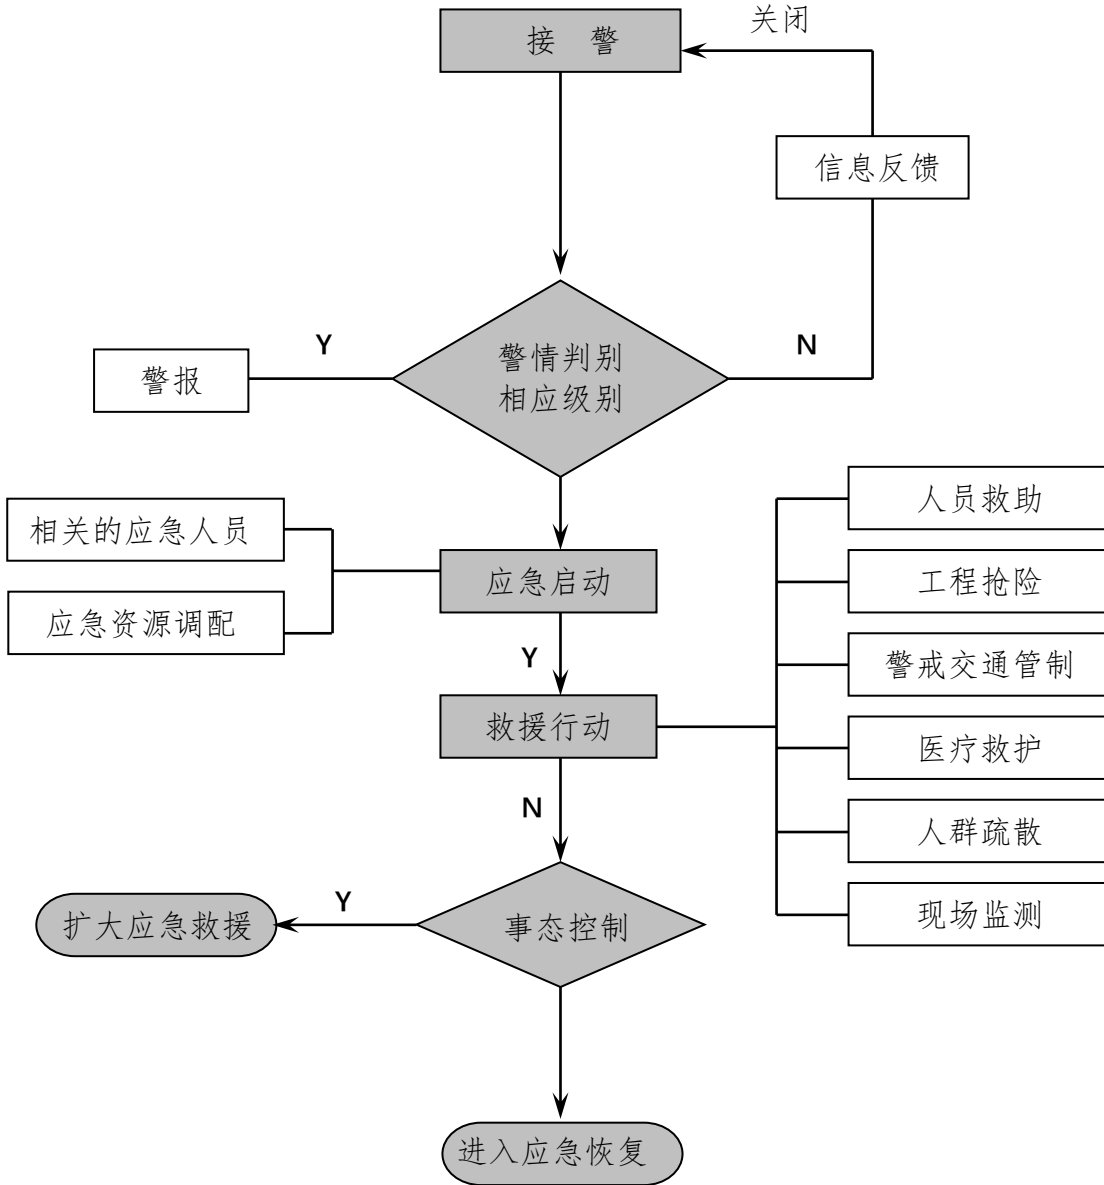 关闭
接 警
信息反馈
Y
N
警情判别
相应级别
警报
人员救助
相关的应急人员
工程抢险
应急启动
应急资源调配
警戒交通管制
Y
救援行动
医疗救护
N
人群疏散
Y
扩大应急救援
事态控制
现场监测
进入应急恢复